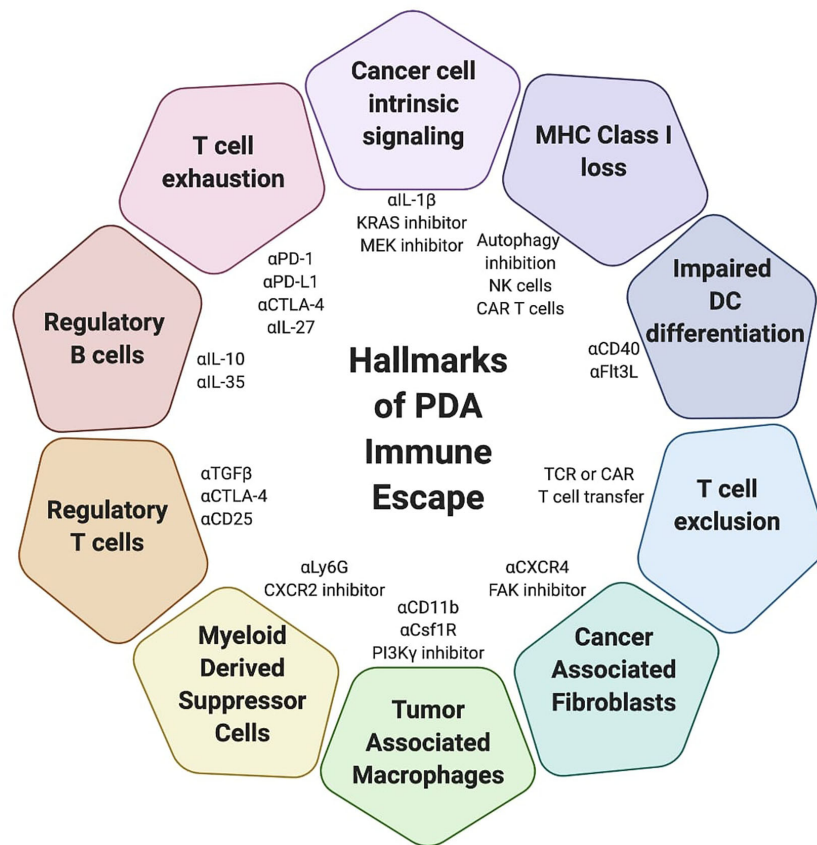 Cancer cell
intrinsic
signaling
αIL-1β
KRAS inhibitor
MEK inhibitor
MHC Class I
loss
Autophagy
inhibition
NK cells
CAR T cells
Impaired
DC
differentiation
αCD40
αFlt3L
T cell
exclusion
TCR or CAR
T cell transfer
Cancer
Associated
Fibroblasts
αCXCR4
FAK inhibitor
Tumor
Associated
Macrophages
αCD11b
αCsf1R
PI3Kγ inhibitor
Myeloid
Derived
Suppressor
Cells
αLy6G
CXCR2 inhibitor
Regulatory
T cells
αTGFβ
αCTLA-4
αCD25
Regulatory
B cells
αIL-10
αIL-35
T cell
exhaustion
αPD-1
αPD-L1
αCTLA-4
αIL-27
Hallmarks
of PDA
Immune
Escape